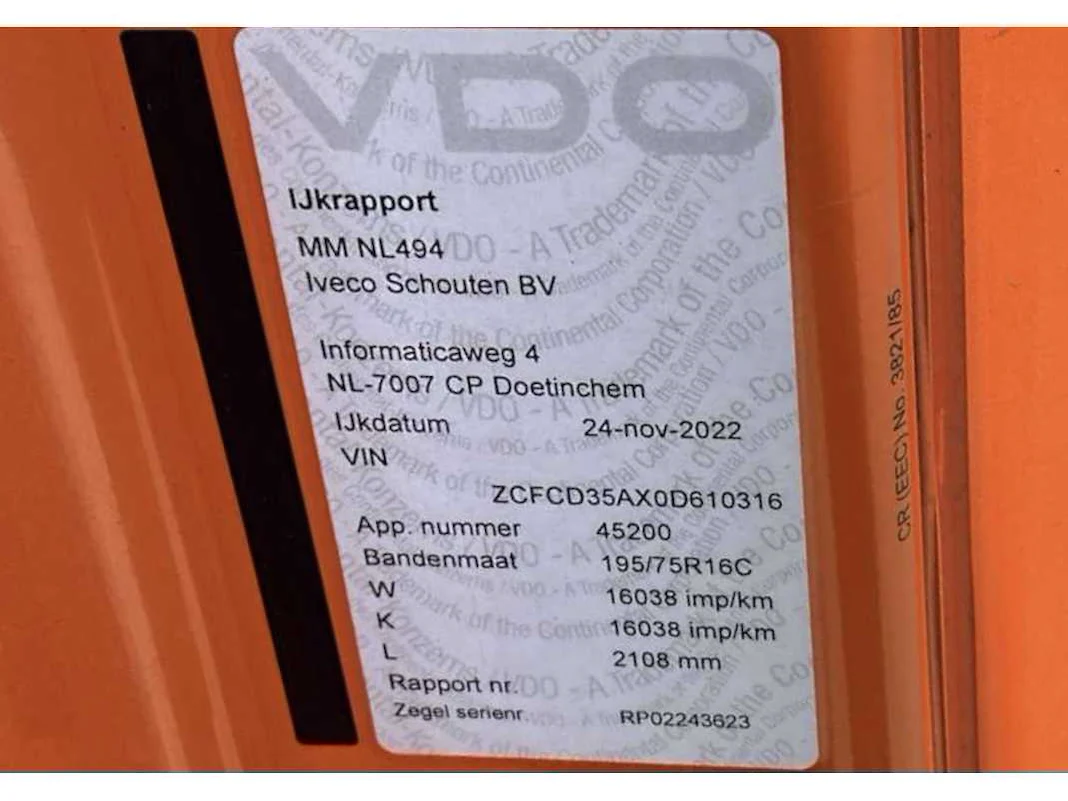 VDO
IJkrapport
MM NL494
Iveco Schouten BV
Informaticaweg 4
NL-7007 CP Doetinchem
IJkdatum 24-nov-2022
VIN
ZCFCD35AX0D610316
App. nummer 45200
Bandenmaat 195/75R16C
W 16038 imp/km
K 16038 imp/km
L 2108 mm
Rapport nr.
Zegel serienr. RP02243623
CR (EEC) No. 3821/85